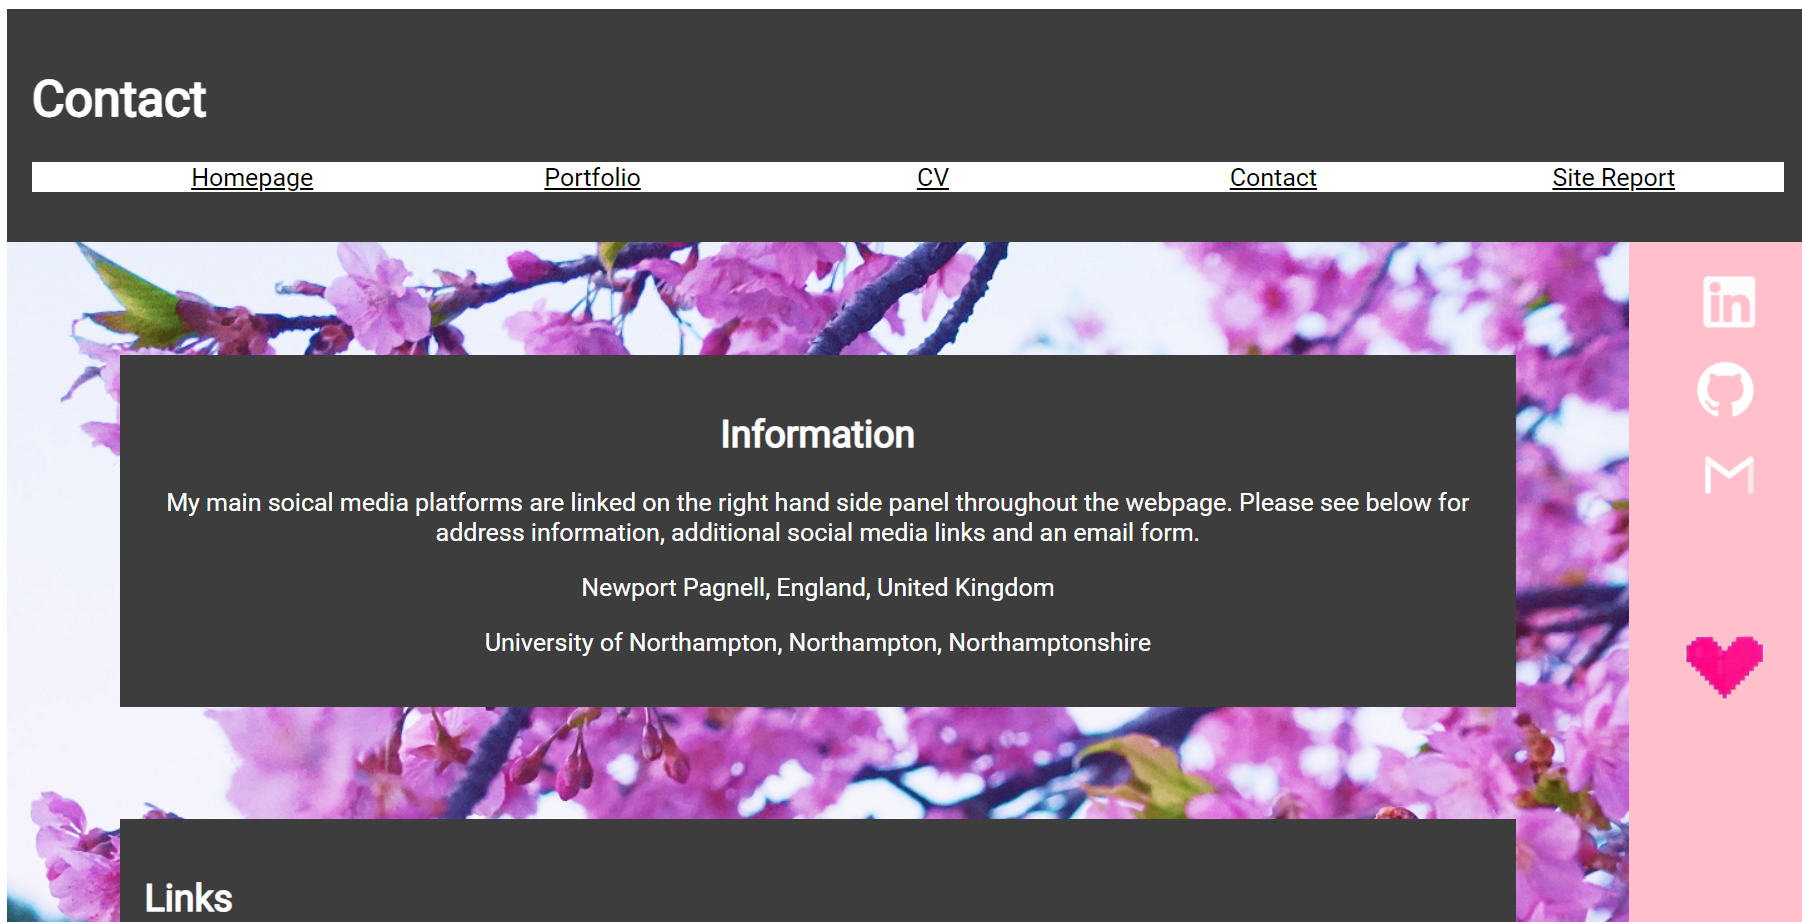 Contact
Homepage Portfolio CV Contact Site Report
in
Information
My main soical media platforms are linked on the right hand side panel throughout the webpage. Please see below for
address information, additional social media links and an email form.
Newport Pagnell, England, United Kingdom
University of Northampton, Northampton, Northamptonshire
Links